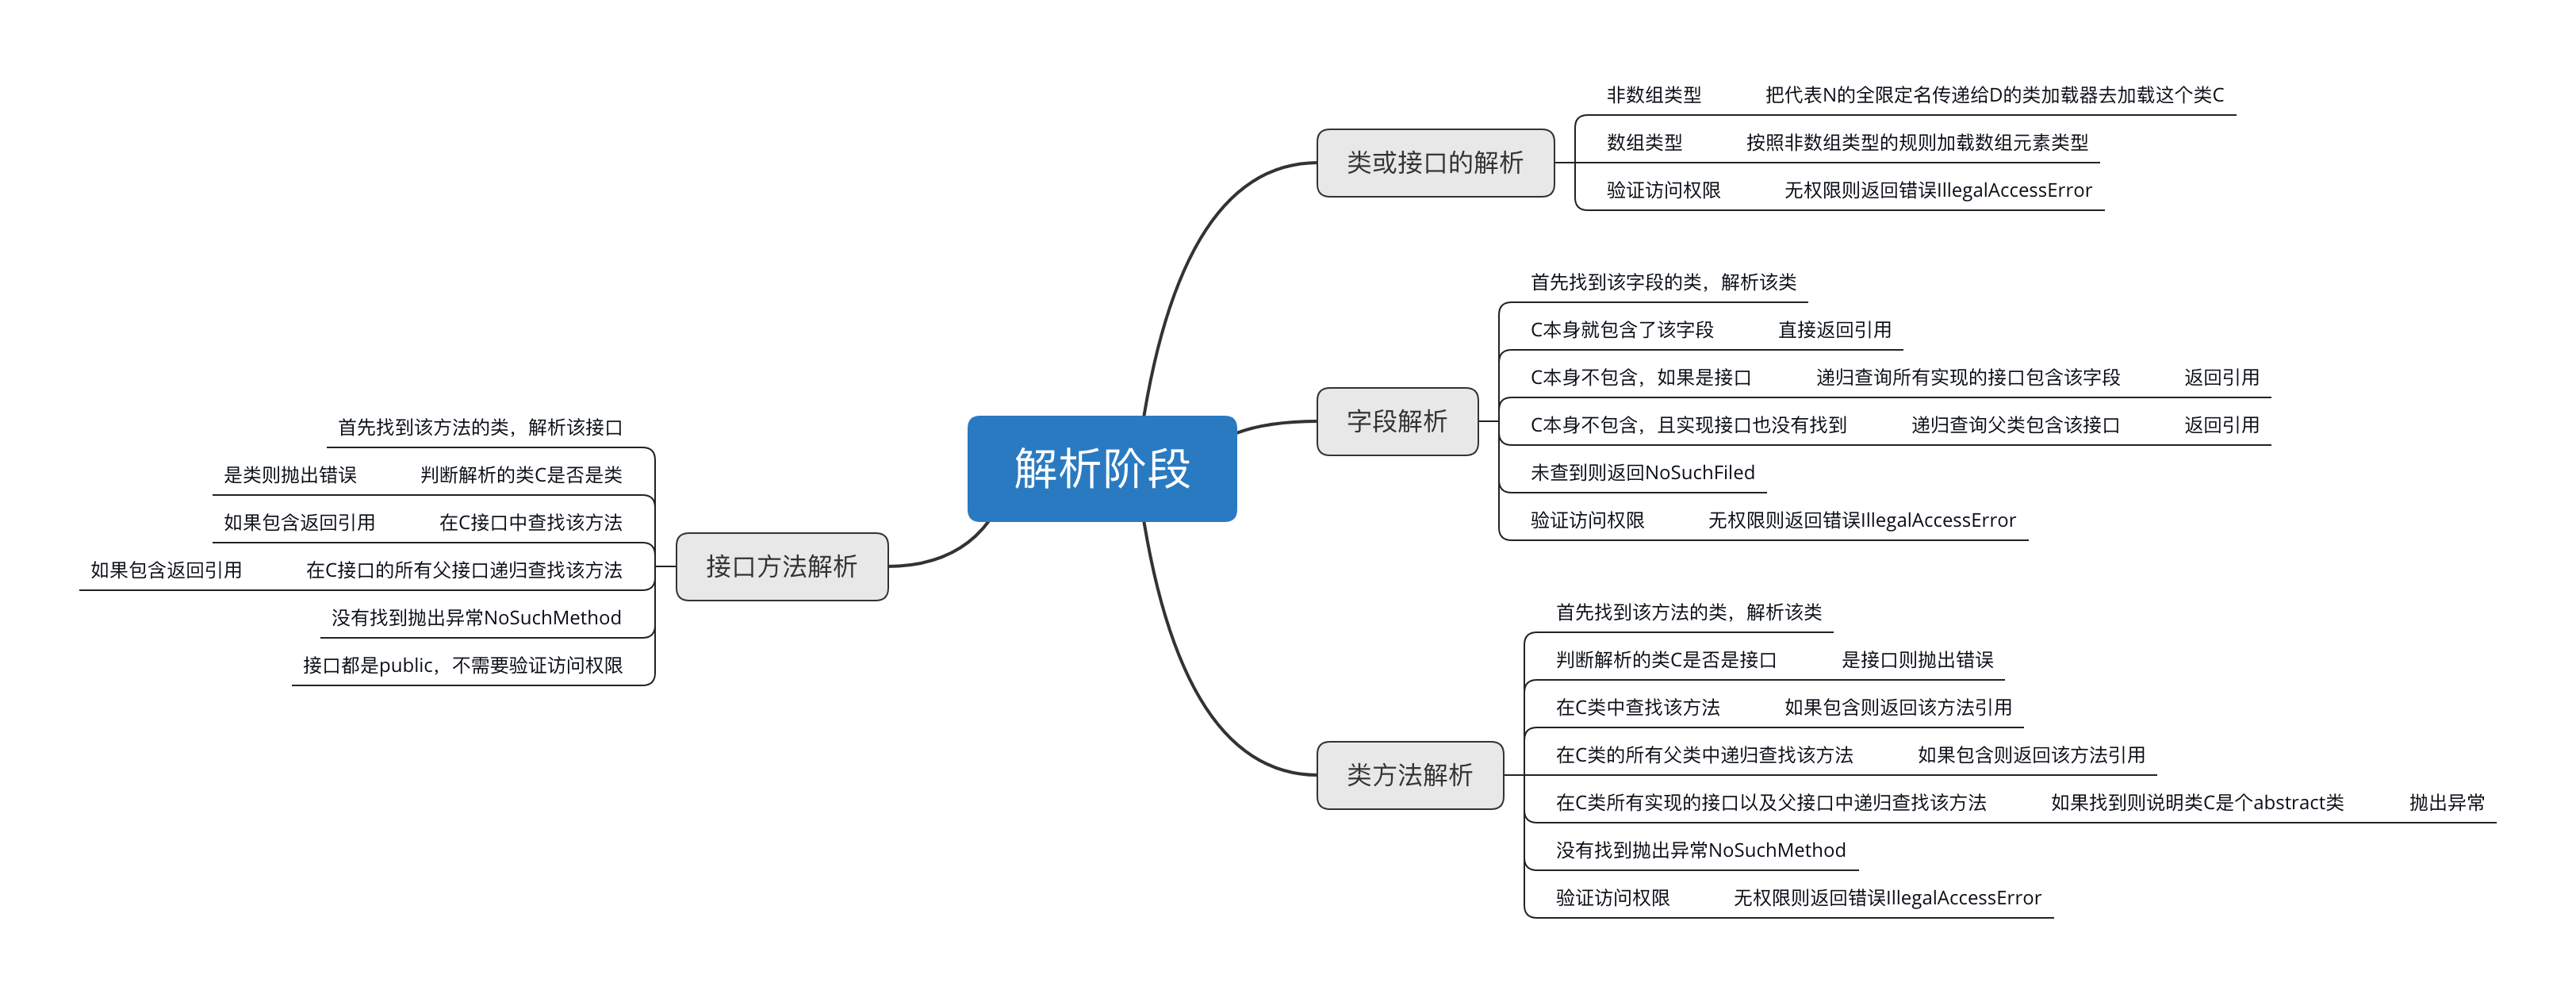 解析阶段
类或接口的解析
非数组类型 把代表N的全限定名传递给D的类加载器去加载这个类C
数组类型 按照非数组类型的规则加载数组元素类型
验证访问权限 无权限则返回错误IllegalAccessError
字段解析
首先找到该字段的类，解析该类
C本身就包含了该字段 直接返回引用
C本身不包含，如果是接口 递归查询所有实现的接口包含该字段 返回引用
C本身不包含，且实现接口也没有找到 递归查询父类包含该接口 返回引用
未查到则返回NoSuchFiled
验证访问权限 无权限则返回错误IllegalAccessError
类方法解析
首先找到该方法的类，解析该类
判断解析的类C是否是接口 是接口则抛出错误
在C类中查找该方法 如果包含则返回该方法引用
在C类的所有父类中递归查找该方法 如果包含则返回该方法引用
在C类所有实现的接口以及父接口中递归查找该方法 如果找到则说明类C是个abstract类 抛出异常
没有找到抛出异常NoSuchMethod
验证访问权限 无权限则返回错误IllegalAccessError
接口方法解析
首先找到该方法的类，解析该接口
是类则抛出错误 判断解析的类C是否是类
如果包含返回引用 在C接口中查找该方法
如果包含返回引用 在C接口的所有父接口递归查找该方法
没有找到抛出异常NoSuchMethod
接口都是public，不需要验证访问权限